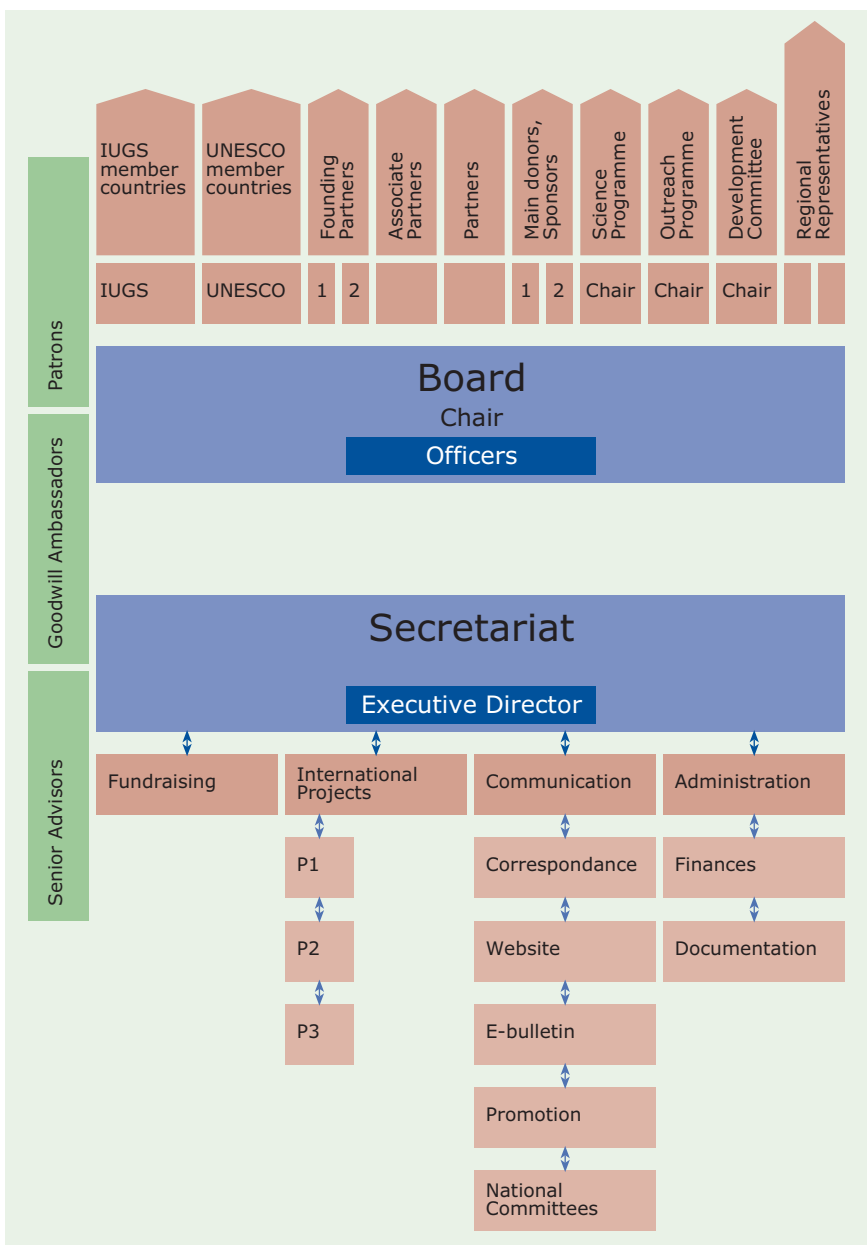 IUGS
member
countries
UNESCO
member
countries
Founding
Partners
Associate
Partners
Partners
Main donors,
Sponsors
Science
Programme
Outreach
Programme
Development
Committee
Regional
Representatives
IUGS
UNESCO
1
2
1
2
Chair
Chair
Chair
Patrons
Board
Chair
Officers
Goodwill Ambassadors
Secretariat
Executive Director
Senior Advisors
Fundraising
International
Projects
Communication
Administration
P1
Correspondance
Finances
P2
Website
Documentation
P3
E-bulletin
Promotion
National
Committees